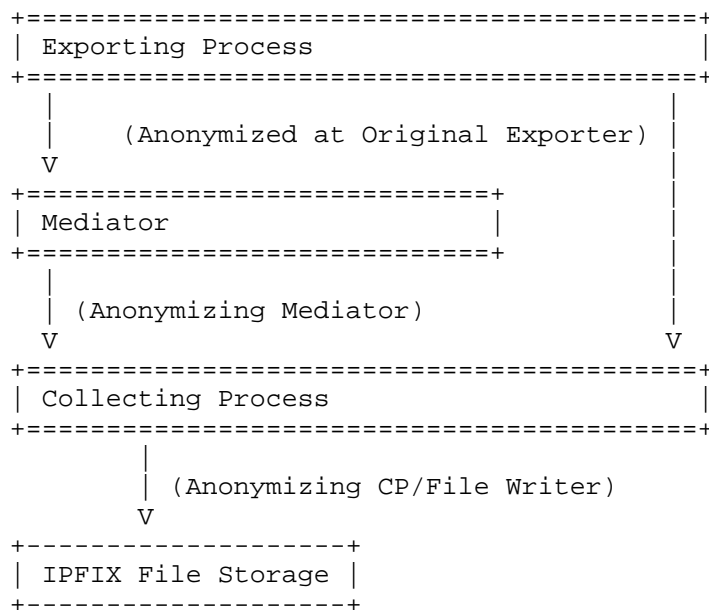 Exporting Process
(Anonymized at Original Exporter)
V
Mediator
(Anonymizing Mediator)
V V
Collecting Process
(Anonymizing CP/File Writer)
V
IPFIX File Storage